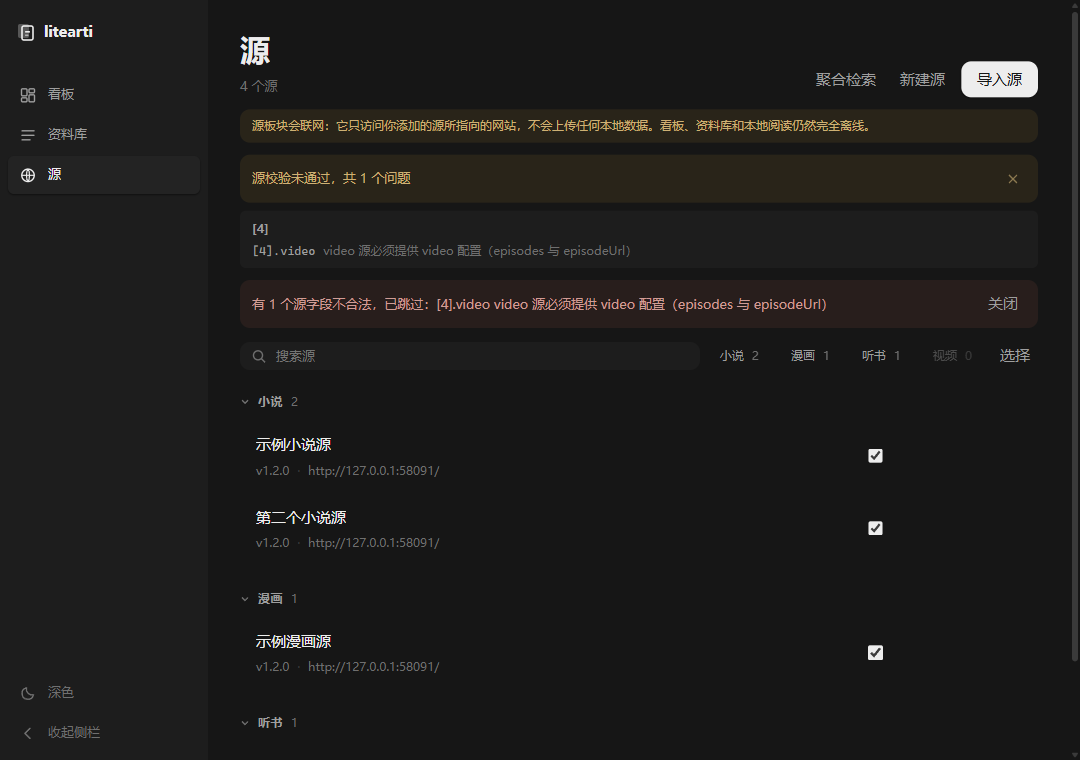 litearti
看板
资料库
源
深色
收起侧栏
源
4 个源
聚合检索 新建源 导入源
源板块会联网：它只访问你添加的源所指向的网站，不会上传任何本地数据。看板、资料库和本地阅读仍然完全离线。
源校验未通过，共 1 个问题
[4]
[4].video video 源必须提供 video 配置（episodes 与 episodeUrl）
有 1 个源字段不合法，已跳过：[4].video video 源必须提供 video 配置（episodes 与 episodeUrl） 关闭
搜索源 小说 2 漫画 1 听书 1 视频 0 选择
小说 2
示例小说源
v1.2.0 · http://127.0.0.1:58091/
第二个小说源
v1.2.0 · http://127.0.0.1:58091/
漫画 1
示例漫画源
v1.2.0 · http://127.0.0.1:58091/
听书 1